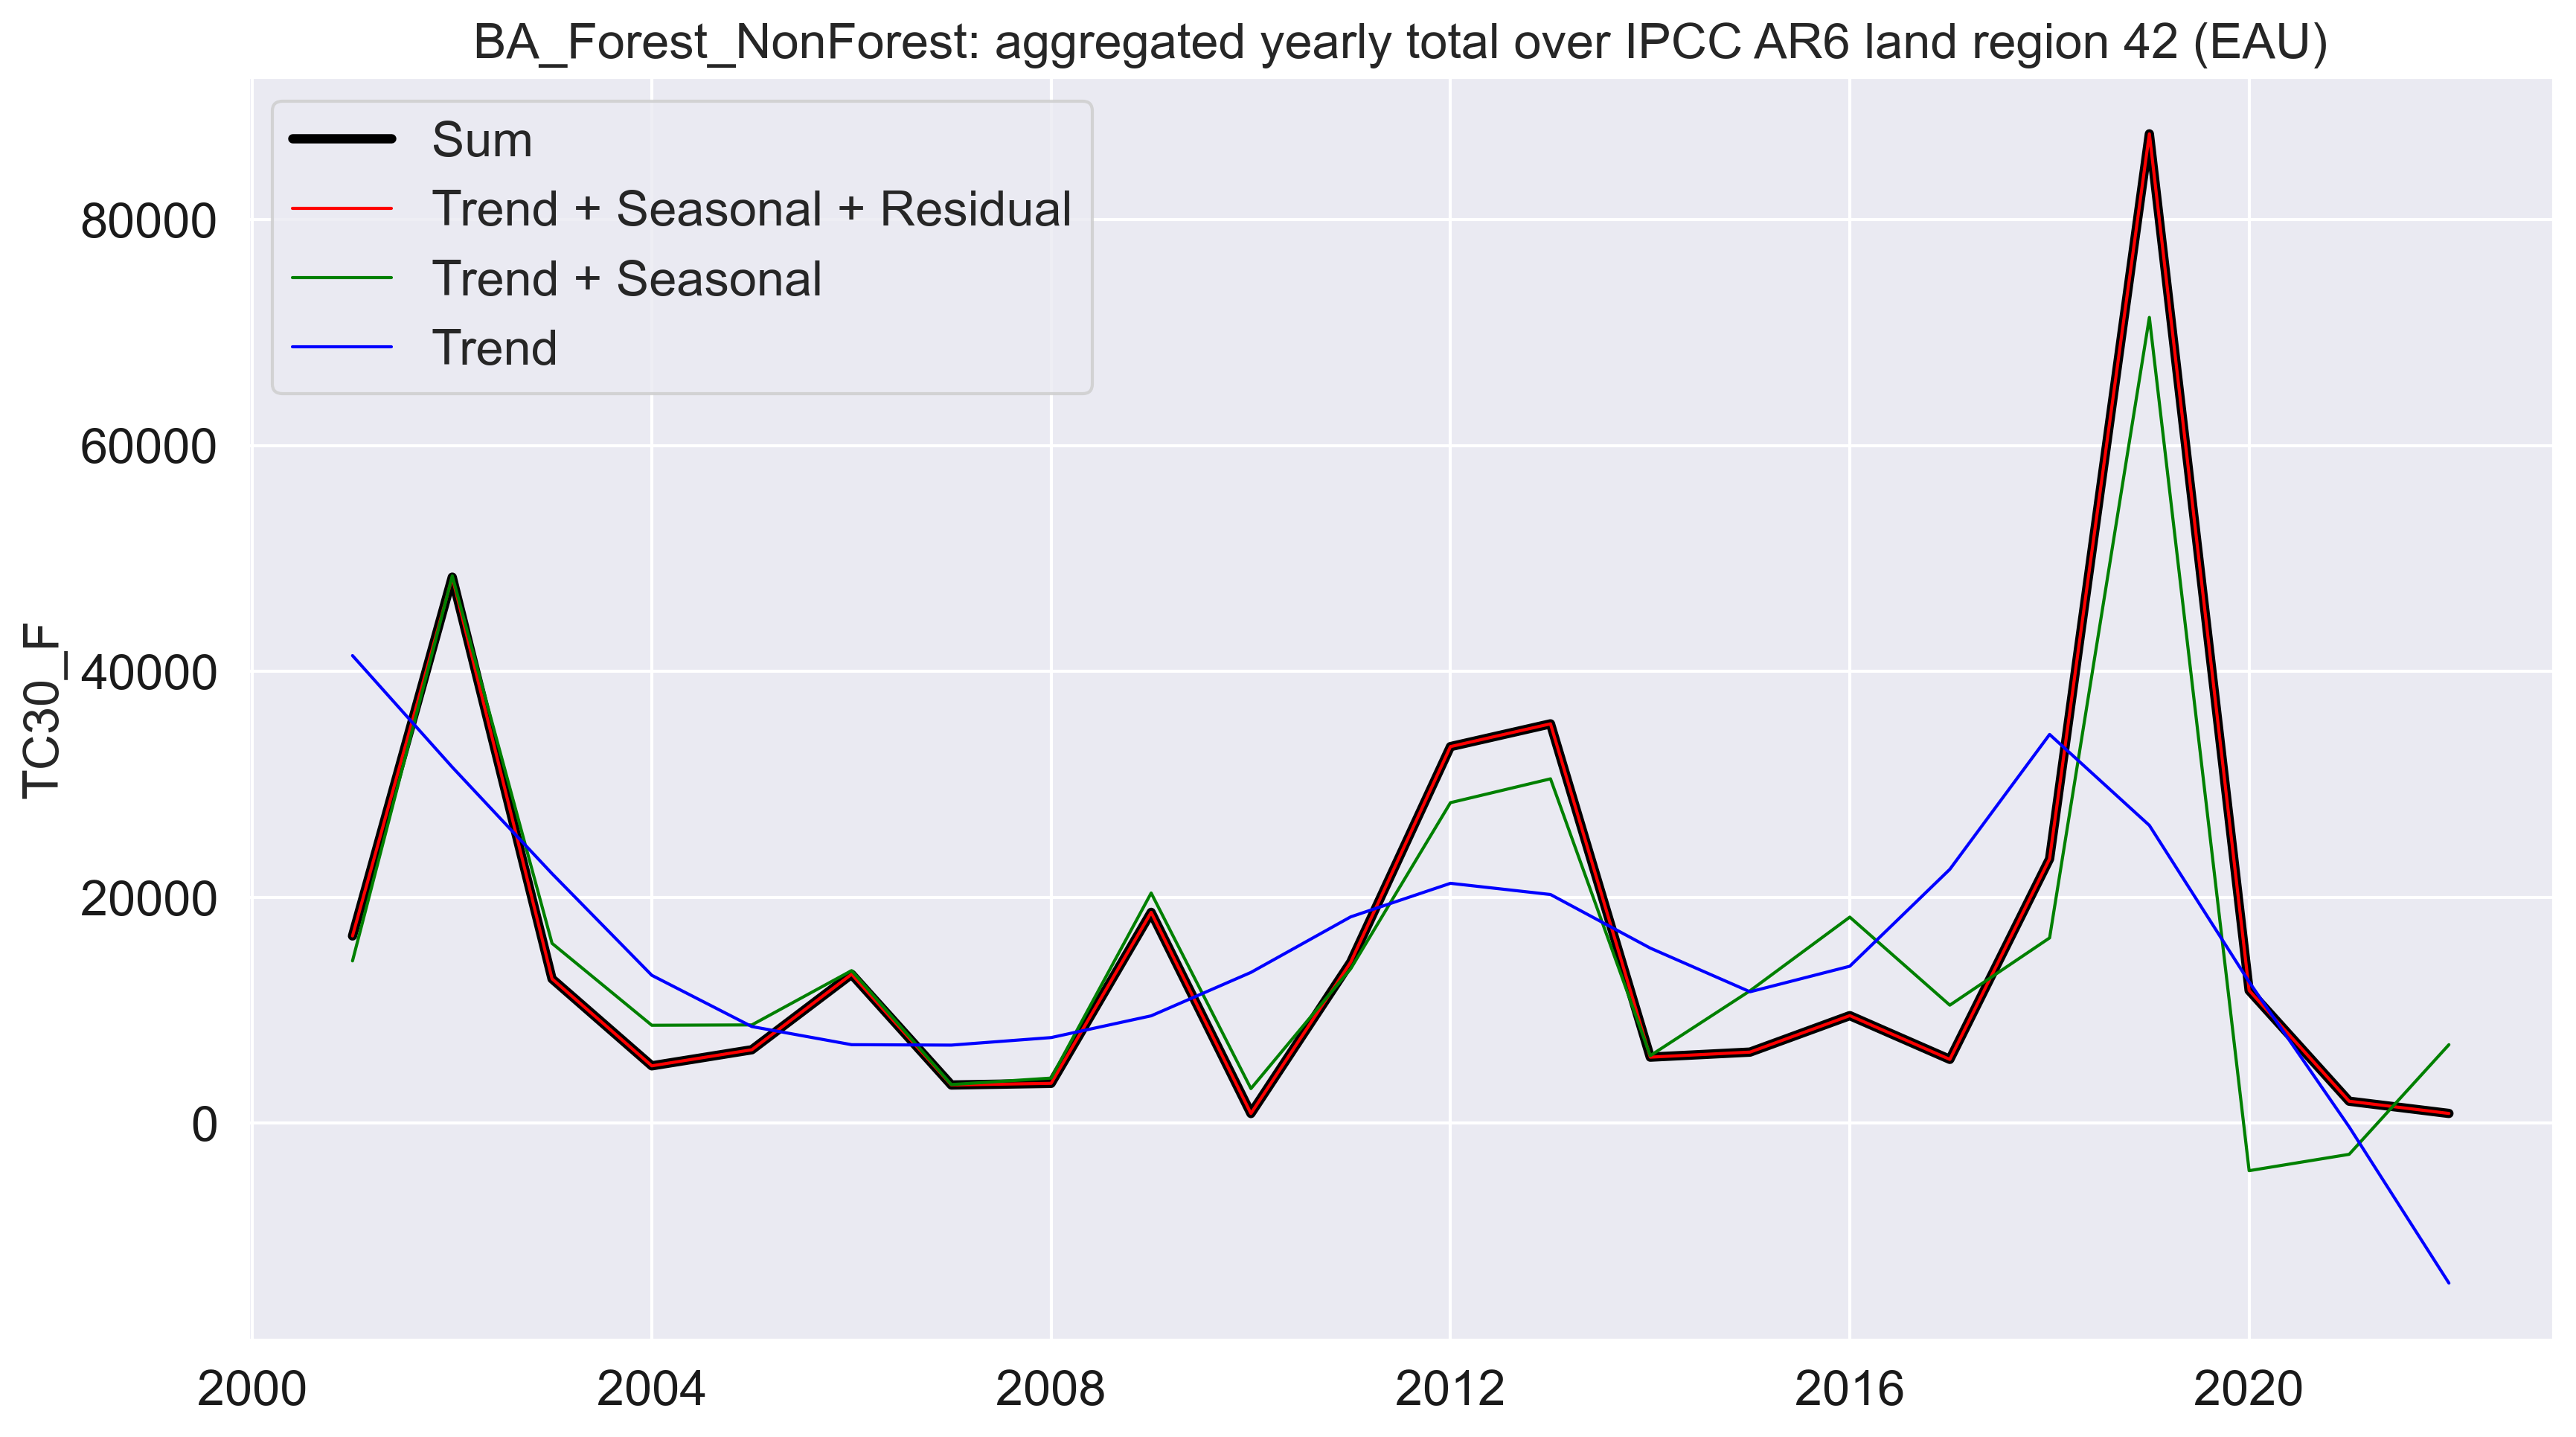 BA_Forest_NonForest: aggregated yearly total over IPCC AR6 land region 42 (EAU)
Sum
Trend + Seasonal + Residual
Trend + Seasonal
Trend
TC30_F
80000
60000
40000
20000
0
2000
2004
2008
2012
2016
2020